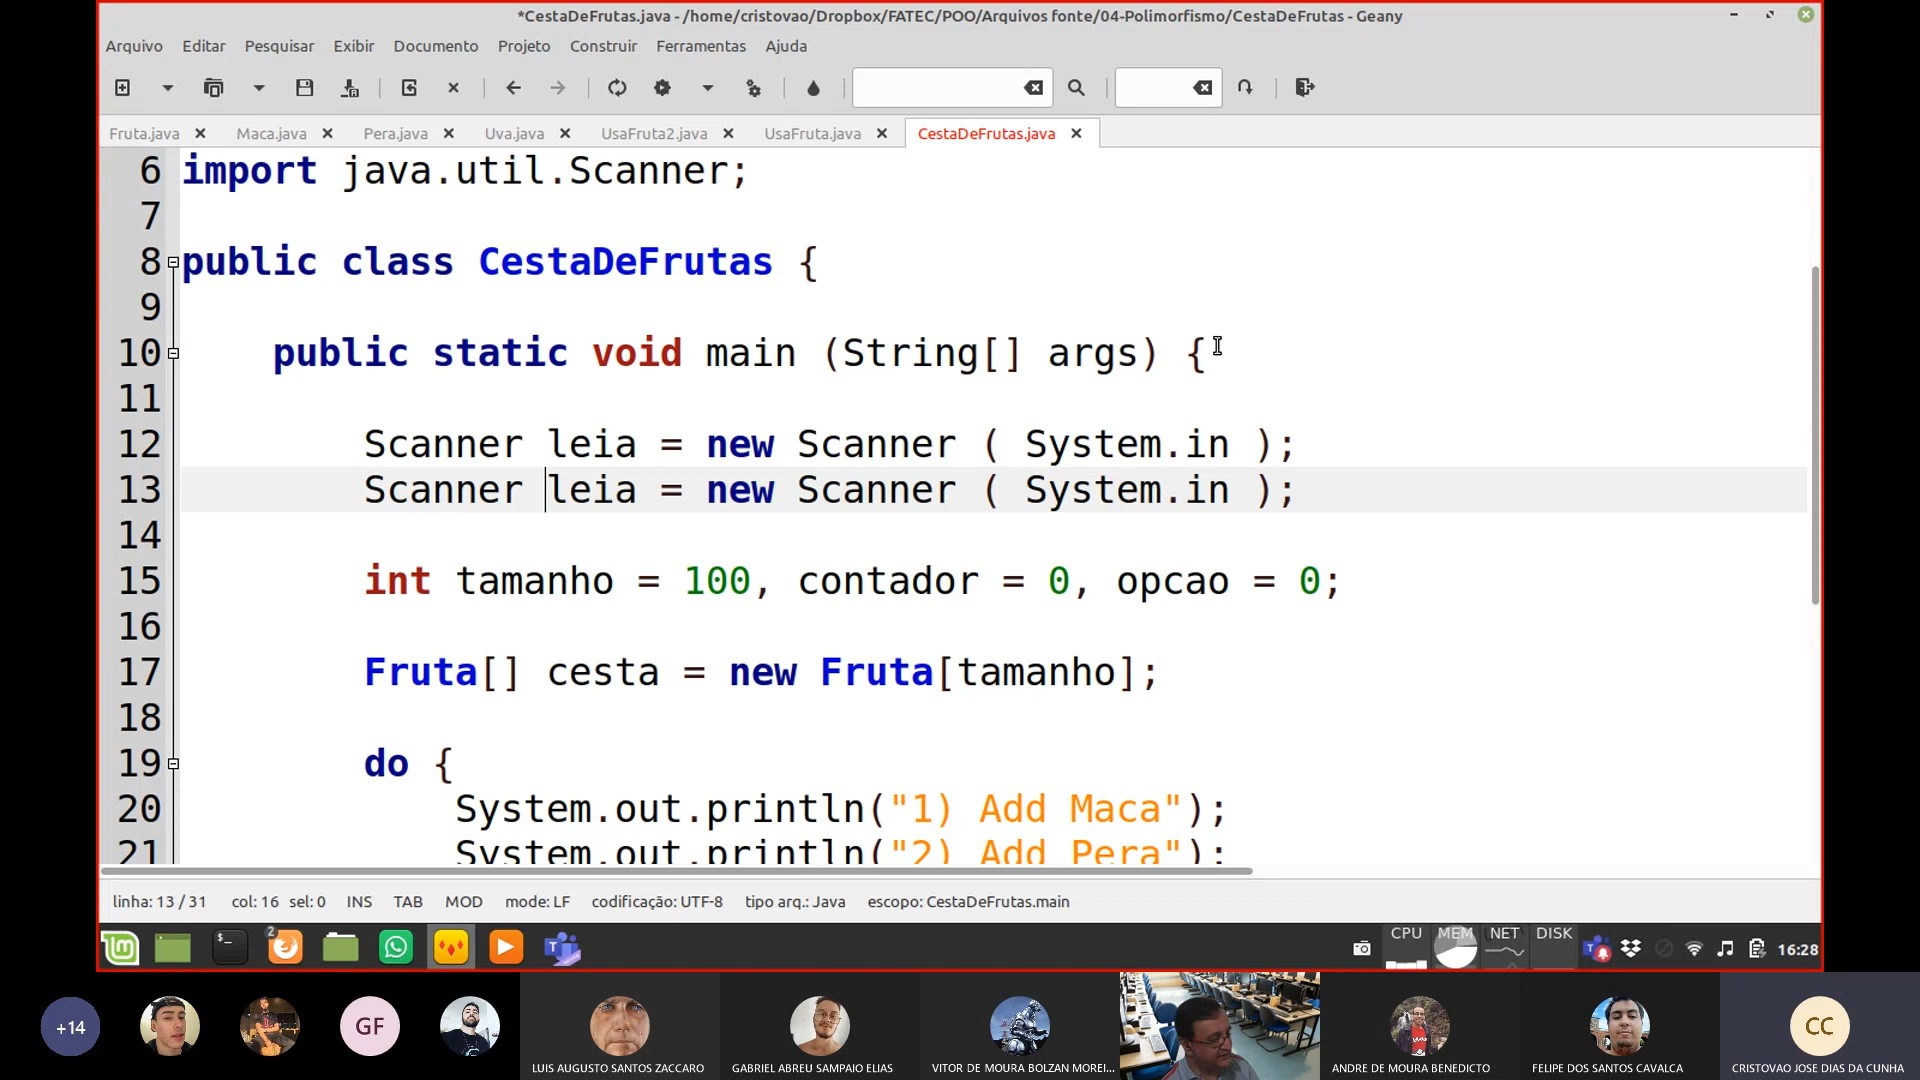 *CestaDeFrutas.java - /home/cristovao/Dropbox/FATEC/POO/Arquivos fonte/04-Polimorfismo/CestaDeFrutas - Geany
Arquivo Editar Pesquisar Exibir Documento Projeto Construir Ferramentas Ajuda
Fruta.java Maca.java Pera.java Uva.java UsaFruta2.java UsaFruta.java CestaDeFrutas.java
6 import java.util.Scanner;
7
8 public class CestaDeFrutas {
9
10 public static void main (String[] args) {
11
12 Scanner leia = new Scanner ( System.in );
13 Scanner leia = new Scanner ( System.in );
14
15 int tamanho = 100, contador = 0, opcao = 0;
16
17 Fruta[] cesta = new Fruta[tamanho];
18
19 do {
20 System.out.println("1) Add Maca");
21 System.out.println("2) Add Pera");
linha: 13 / 31 col: 16 sel: 0 INS TAB MOD mode: LF codificação: UTF-8 tipo arq.: Java escopo: CestaDeFrutas.main
2 CPU MEM NET DISK 16:28
+14 GF CC
LUIS AUGUSTO SANTOS ZACCARO GABRIEL ABREU SAMPAIO ELIAS VITOR DE MOURA BOLZAN MOREI... ANDRE DE MOURA BENEDICTO FELIPE DOS SANTOS CAVALCA CRISTOVAO JOSE DIAS DA CUNHA